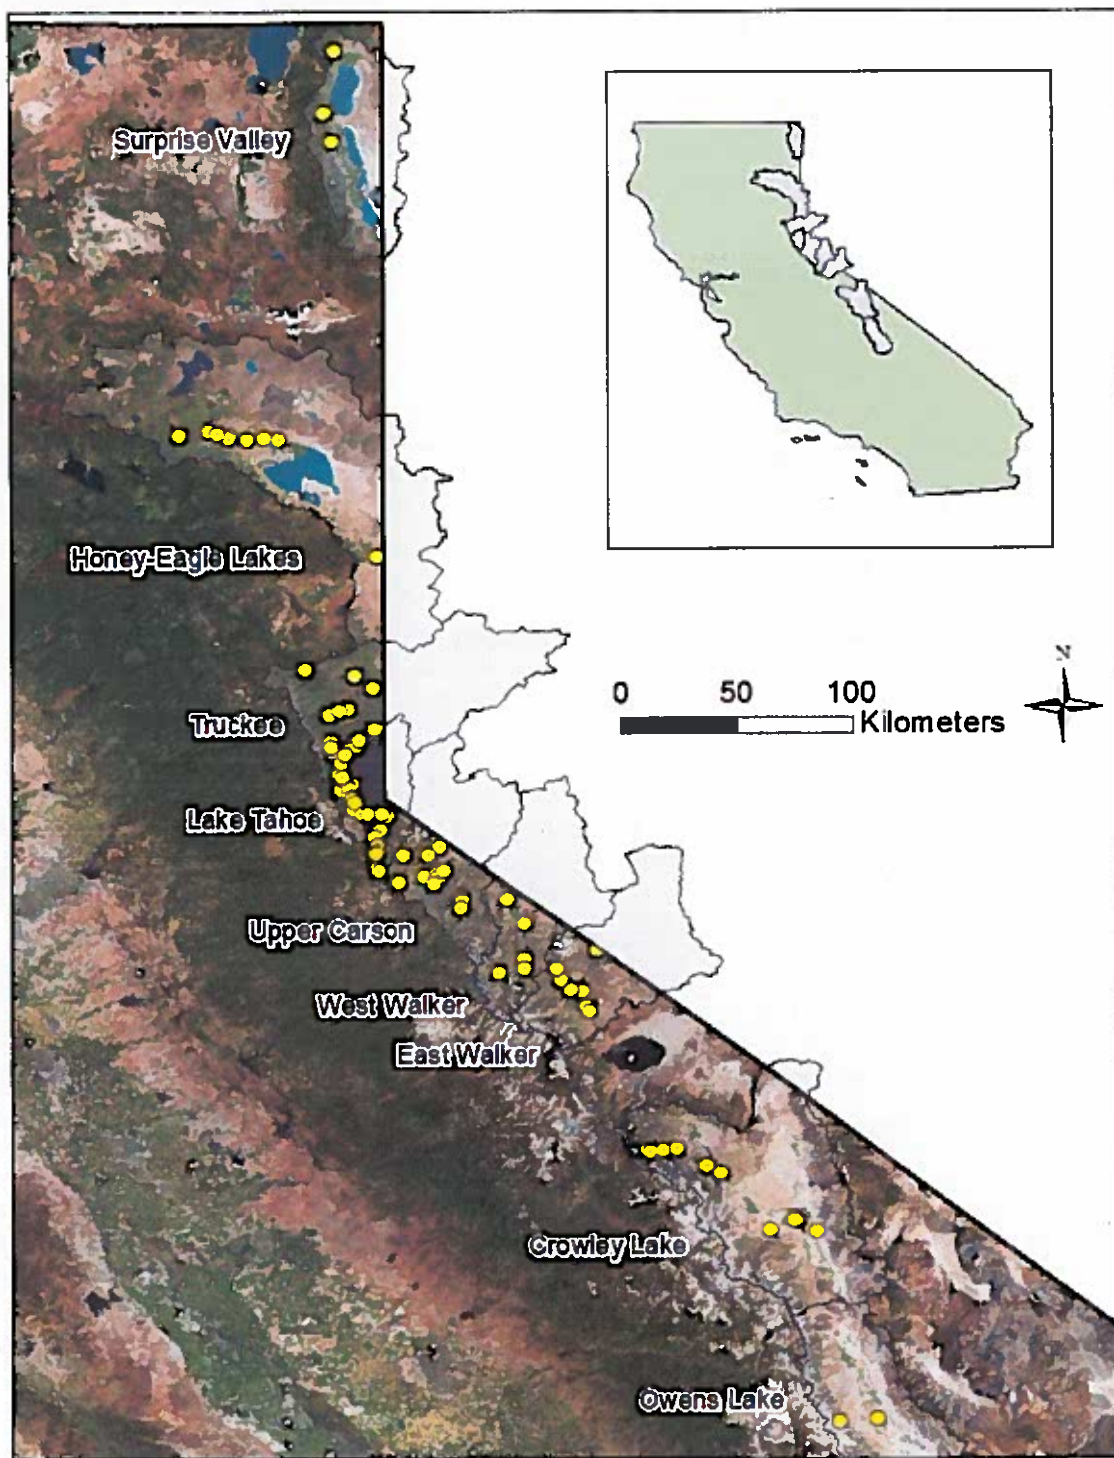 Surprise Valley
Honey-Eagle Lakes
N
0 50 100
Kilometers
Truckee
Lake Tahoe
Upper Carson
West Walker
East Walker
Crowley Lake
Owens Lake